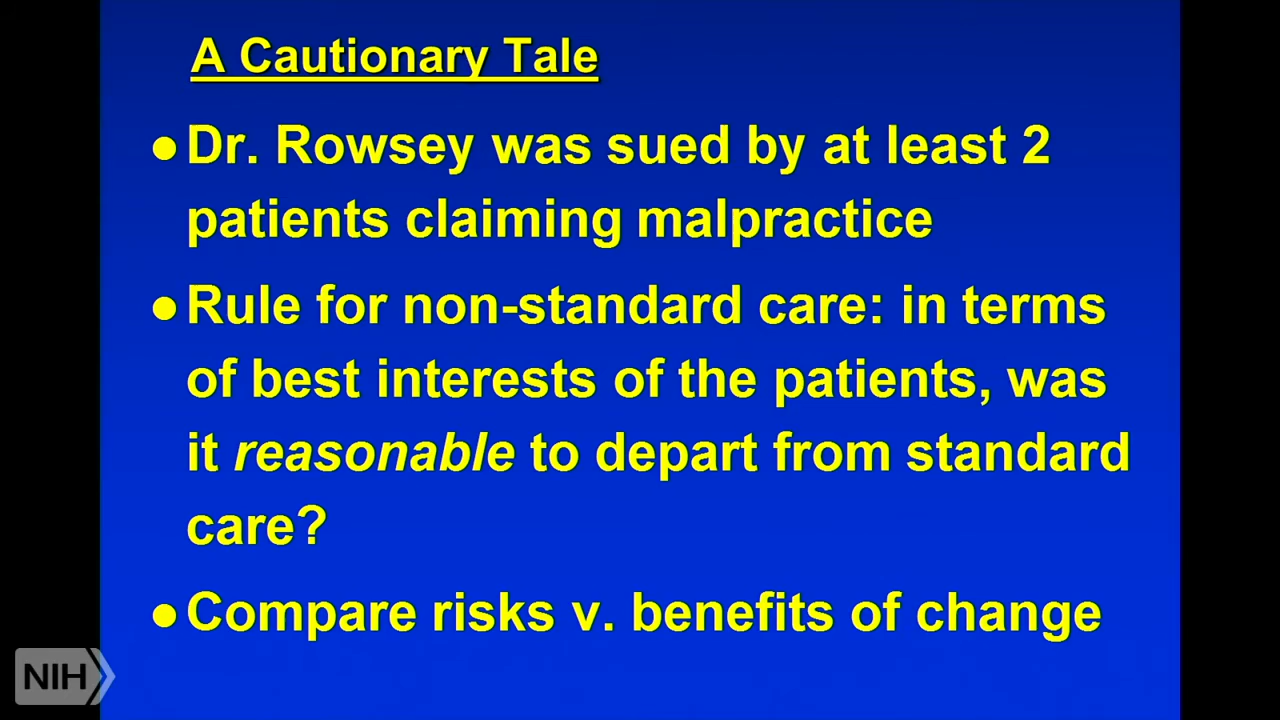 A Cautionary Tale
● Dr. Rowsey was sued by at least 2
patients claiming malpractice
● Rule for non-standard care: in terms
of best interests of the patients, was
it reasonable to depart from standard
care?
● Compare risks v. benefits of change
NIH